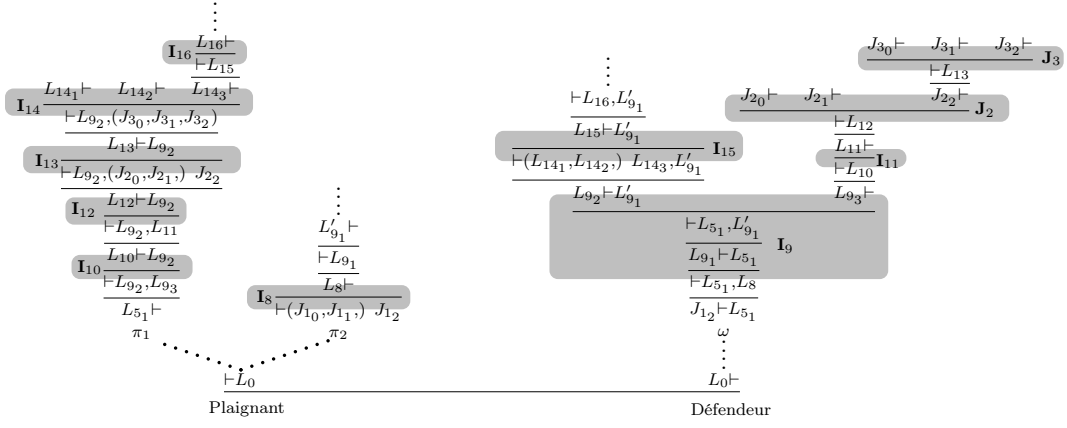 I₁₆ L₁₆⊢
⊢L₁₅
I₁₄ L₁₄₁⊢ L₁₄₂⊢ L₁₄₃⊢
⊢L₉₂,(J₃₀,J₃₁,J₃₂)
L₁₃⊢L₉₂
I₁₃
⊢L₉₂,(J₂₀,J₂₁,) J₂₂
I₁₂ L₁₂⊢L₉₂
⊢L₉₂,L₁₁
I₁₀ L₁₀⊢L₉₂
⊢L₉₂,L₉₃
L₅₁⊢
π₁
L′₉₁⊢
⊢L₉₁
I₈ L₈⊢
⊢(J₁₀,J₁₁,) J₁₂
π₂
⊢L₀
Plaignant
⊢L₁₆,L′₉₁
L₁₅⊢L′₉₁
I₁₅
⊢(L₁₄₁,L₁₄₂,) L₁₄₃,L′₉₁
L₉₂⊢L′₉₁
J₃₀⊢ J₃₁⊢ J₃₂⊢ J₃
⊢L₁₃
J₂₀⊢ J₂₁⊢ J₂₂⊢ J₂
⊢L₁₂
L₁₁⊢
I₁₁
⊢L₁₀
L₉₃⊢
⊢L₅₁,L′₉₁
I₉
L₉₁⊢L₅₁
⊢L₅₁,L₈
J₁₂⊢L₅₁
ω
L₀⊢
Défendeur